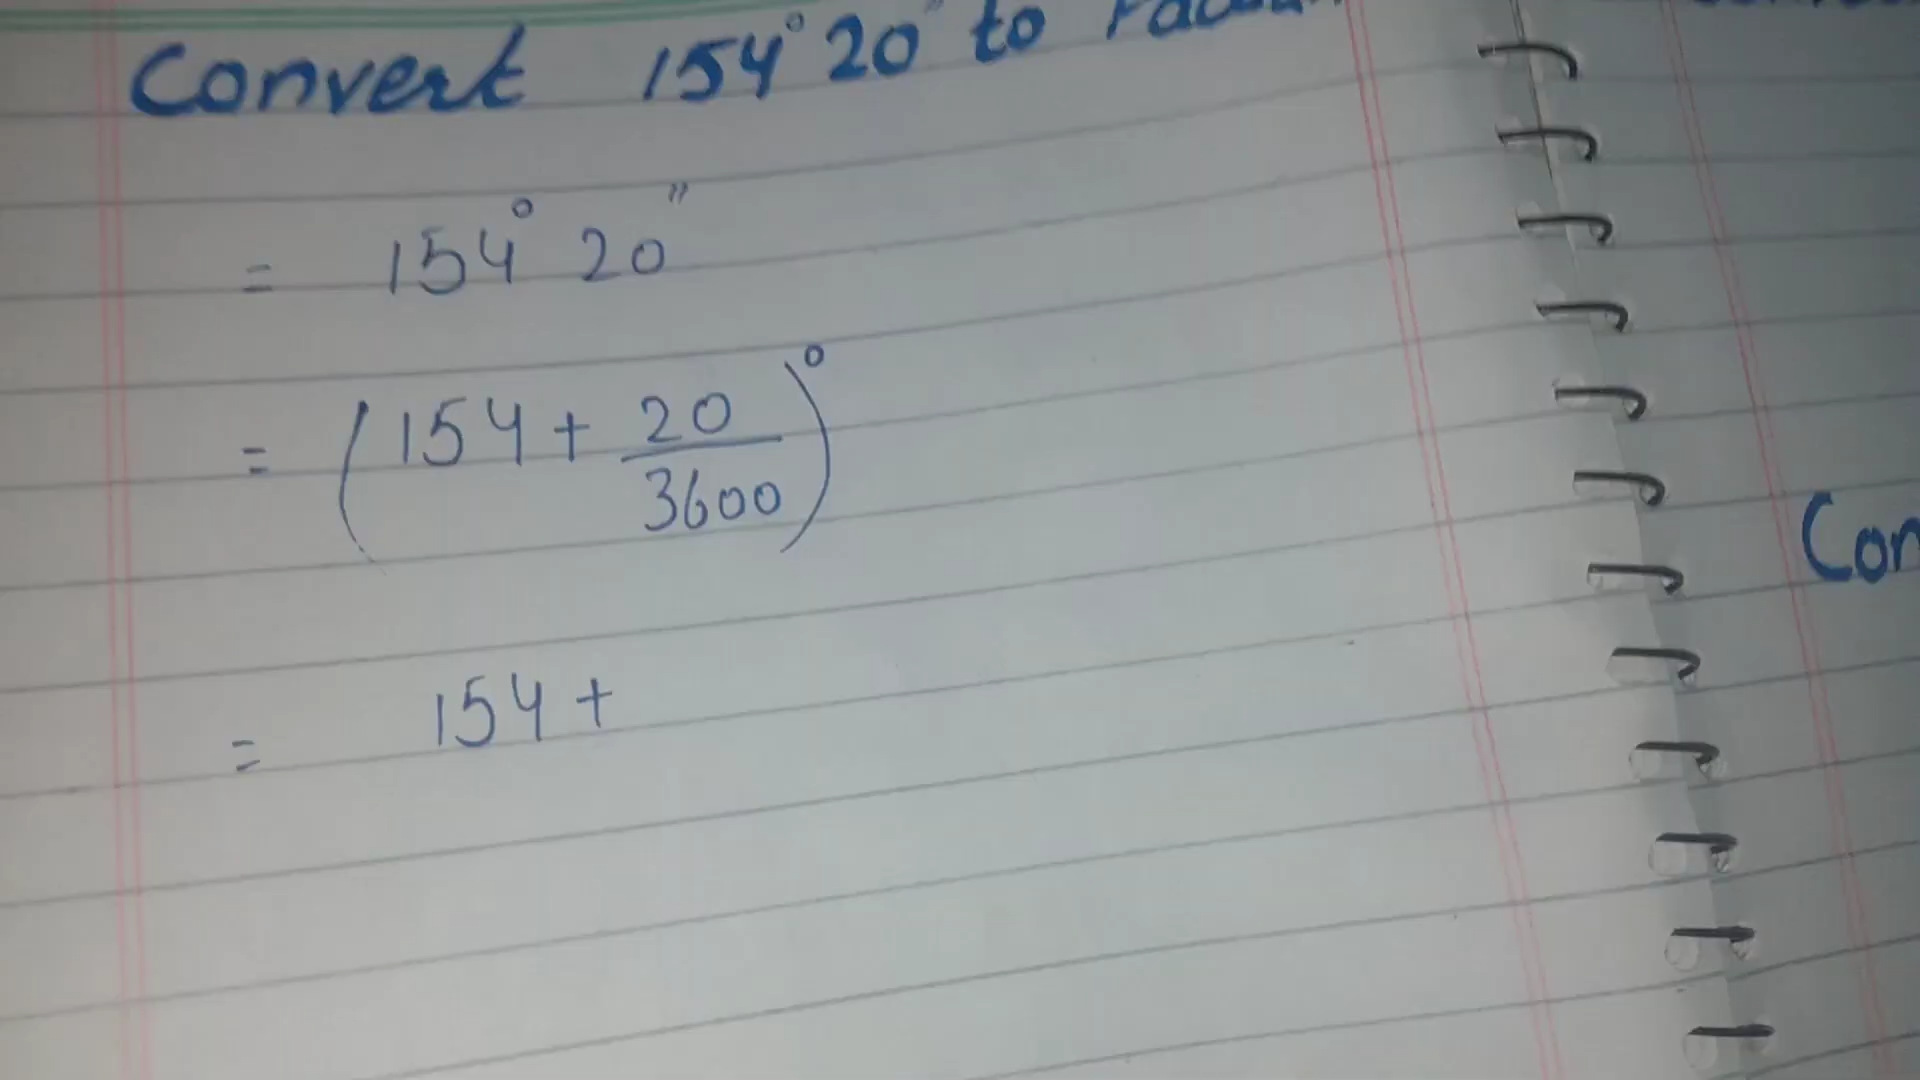 Convert 154° 20" to
= 154° 20"
= (154 + 20/3600)°
= 154 +
Con